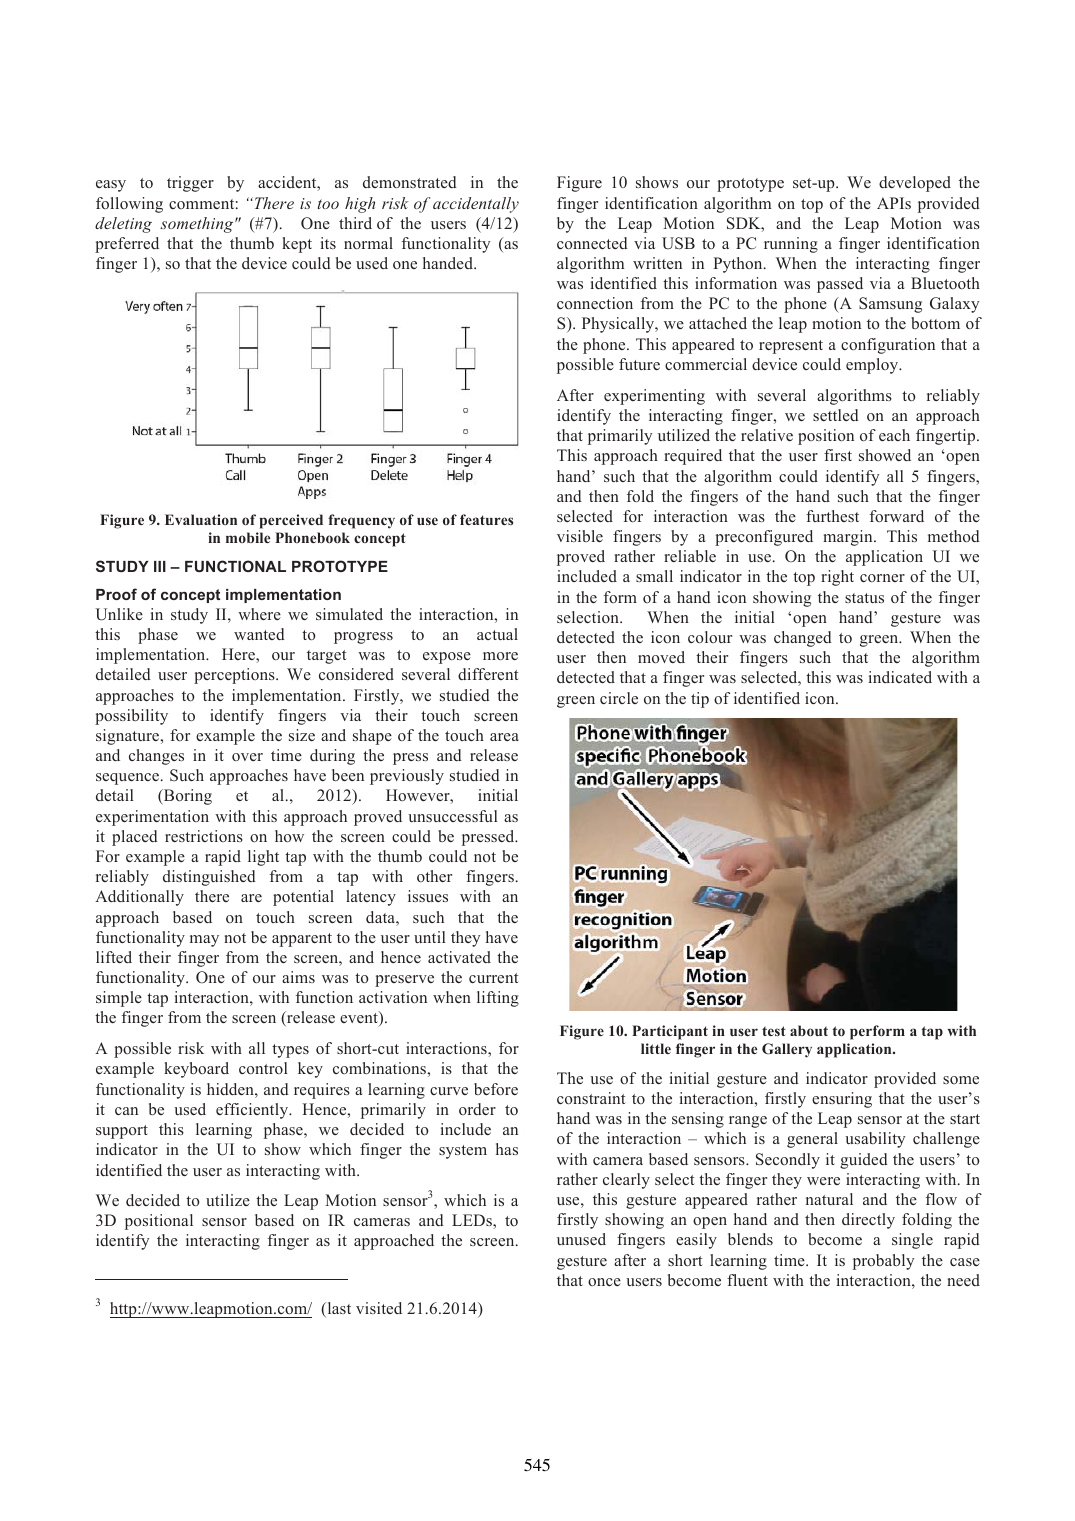 easy to trigger by accident, as demonstrated in the
following comment: “There is too high risk of accidentally
deleting something" (#7). One third of the users (4/12)
preferred that the thumb kept its normal functionality (as
finger 1), so that the device could be used one handed.
Very often 7
6
5
4
3
2
Not at all 1
Thumb
Call
Finger 2
Open
Apps
Finger 3
Delete
Finger 4
Help
Figure 9. Evaluation of perceived frequency of use of features
in mobile Phonebook concept
STUDY III – FUNCTIONAL PROTOTYPE
Proof of concept implementation
Unlike in study II, where we simulated the interaction, in
this phase we wanted to progress to an actual
implementation. Here, our target was to expose more
detailed user perceptions. We considered several different
approaches to the implementation. Firstly, we studied the
possibility to identify fingers via their touch screen
signature, for example the size and shape of the touch area
and changes in it over time during the press and release
sequence. Such approaches have been previously studied in
detail (Boring et al., 2012). However, initial
experimentation with this approach proved unsuccessful as
it placed restrictions on how the screen could be pressed.
For example a rapid light tap with the thumb could not be
reliably distinguished from a tap with other fingers.
Additionally there are potential latency issues with an
approach based on touch screen data, such that the
functionality may not be apparent to the user until they have
lifted their finger from the screen, and hence activated the
functionality. One of our aims was to preserve the current
simple tap interaction, with function activation when lifting
the finger from the screen (release event).
A possible risk with all types of short-cut interactions, for
example keyboard control key combinations, is that the
functionality is hidden, and requires a learning curve before
it can be used efficiently. Hence, primarily in order to
support this learning phase, we decided to include an
indicator in the UI to show which finger the system has
identified the user as interacting with.
We decided to utilize the Leap Motion sensor3, which is a
3D positional sensor based on IR cameras and LEDs, to
identify the interacting finger as it approached the screen.
3 http://www.leapmotion.com/ (last visited 21.6.2014)
Figure 10 shows our prototype set-up. We developed the
finger identification algorithm on top of the APIs provided
by the Leap Motion SDK, and the Leap Motion was
connected via USB to a PC running a finger identification
algorithm written in Python. When the interacting finger
was identified this information was passed via a Bluetooth
connection from the PC to the phone (A Samsung Galaxy
S). Physically, we attached the leap motion to the bottom of
the phone. This appeared to represent a configuration that a
possible future commercial device could employ.
After experimenting with several algorithms to reliably
identify the interacting finger, we settled on an approach
that primarily utilized the relative position of each fingertip.
This approach required that the user first showed an ‘open
hand’ such that the algorithm could identify all 5 fingers,
and then fold the fingers of the hand such that the finger
selected for interaction was the furthest forward of the
visible fingers by a preconfigured margin. This method
proved rather reliable in use. On the application UI we
included a small indicator in the top right corner of the UI,
in the form of a hand icon showing the status of the finger
selection. When the initial ‘open hand’ gesture was
detected the icon colour was changed to green. When the
user then moved their fingers such that the algorithm
detected that a finger was selected, this was indicated with a
green circle on the tip of identified icon.
Phone with finger
specific Phonebook
and Gallery apps
PC running
finger
recognition
algorithm
Leap
Motion
Sensor
Figure 10. Participant in user test about to perform a tap with
little finger in the Gallery application.
The use of the initial gesture and indicator provided some
constraint to the interaction, firstly ensuring that the user’s
hand was in the sensing range of the Leap sensor at the start
of the interaction – which is a general usability challenge
with camera based sensors. Secondly it guided the users’ to
rather clearly select the finger they were interacting with. In
use, this gesture appeared rather natural and the flow of
firstly showing an open hand and then directly folding the
unused fingers easily blends to become a single rapid
gesture after a short learning time. It is probably the case
that once users become fluent with the interaction, the need
545